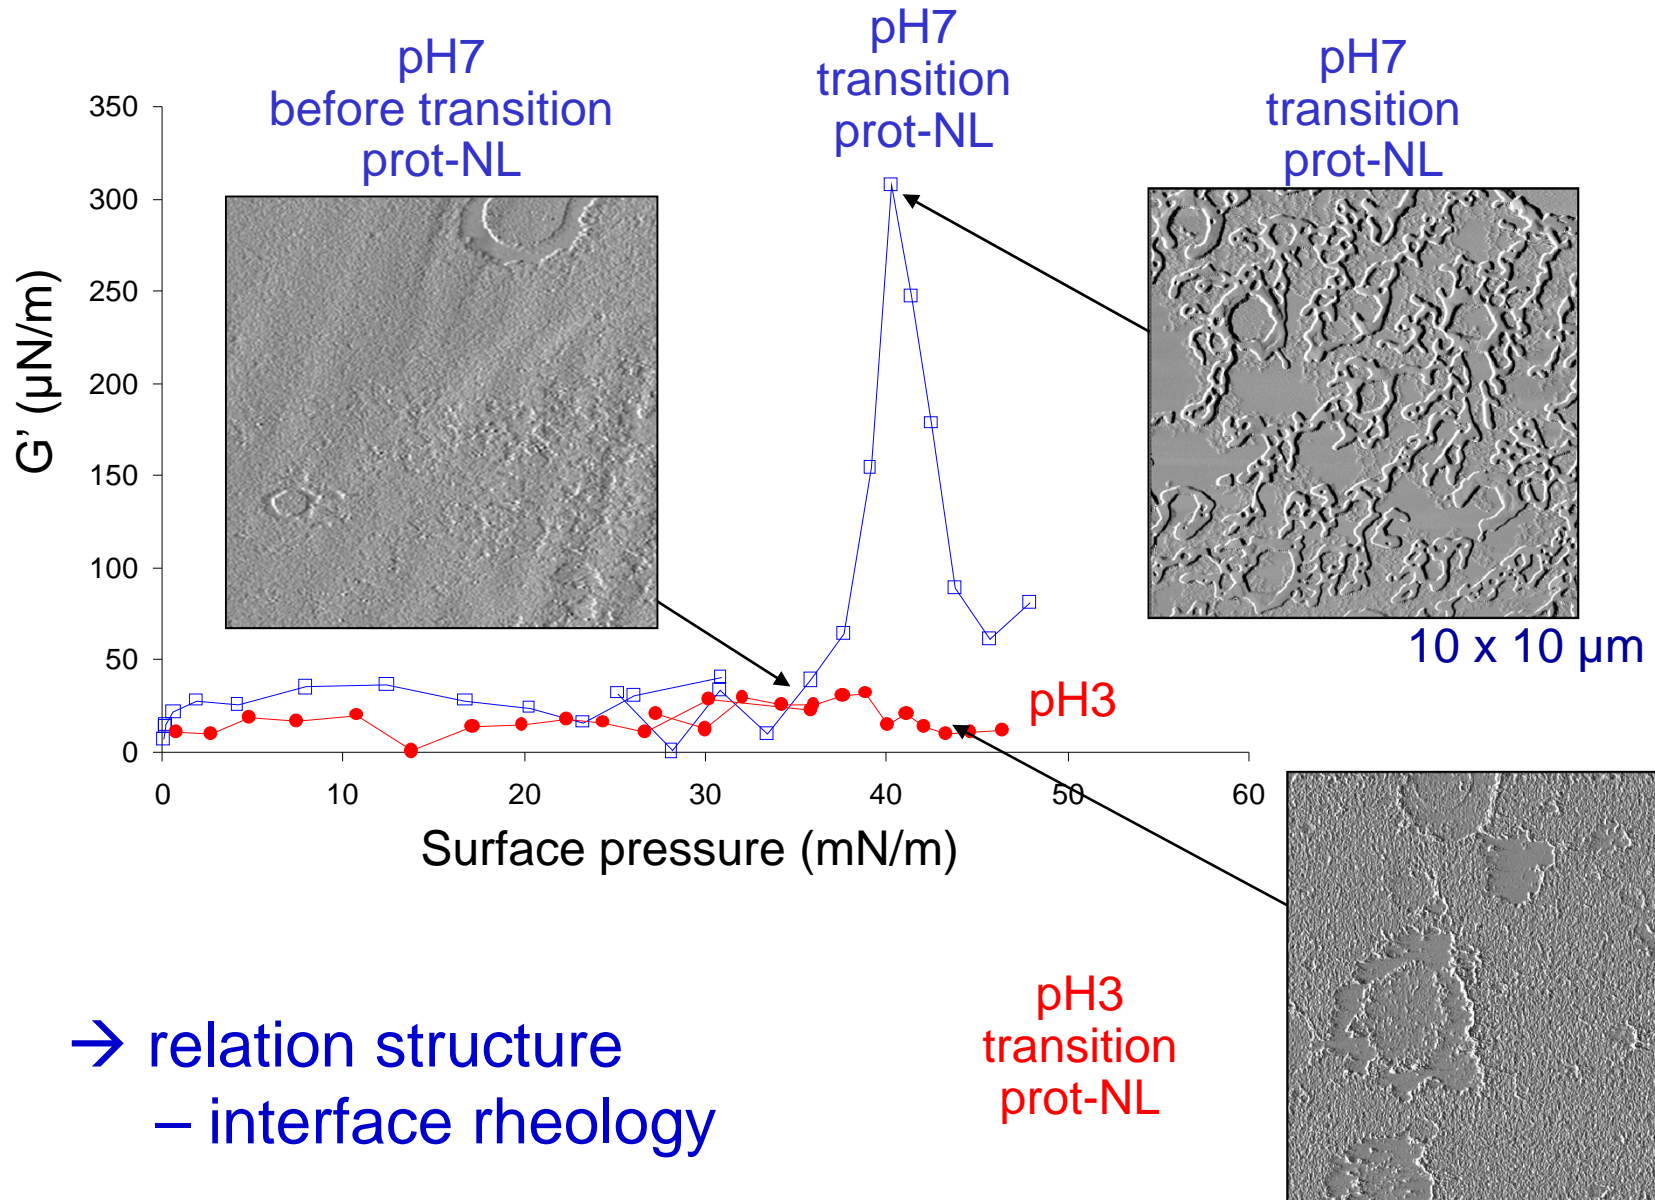 pH7
before transition
prot-NL
pH7
transition
prot-NL
pH7
transition
prot-NL
350
300
250
200
150
100
50
0
G' (µN/m)
0
10
20
30
40
50
60
Surface pressure (mN/m)
10 x 10 µm
pH3
pH3
transition
prot-NL
→ relation structure
– interface rheology